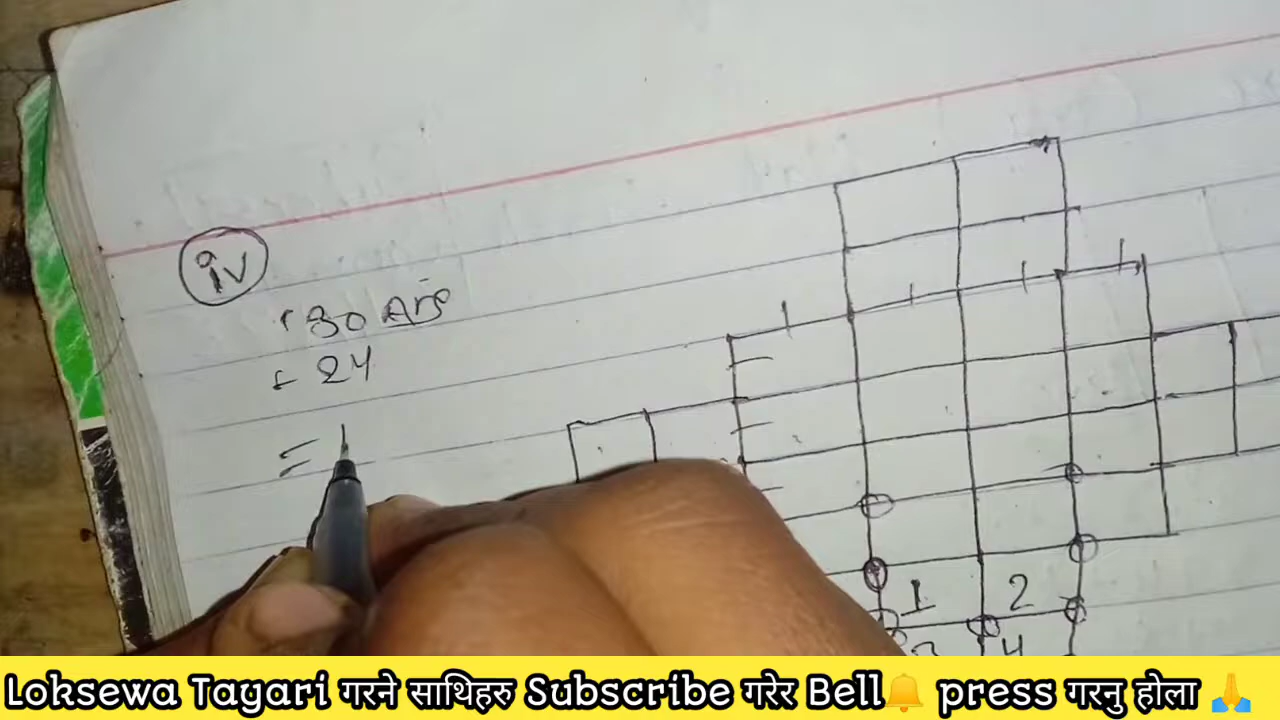 iv
30 Ans
= 24
=
1 2
4
Loksewa Tayari गरने साथिहरु Subscribe गरेर Bell🔔 press गरनु होला 🙏